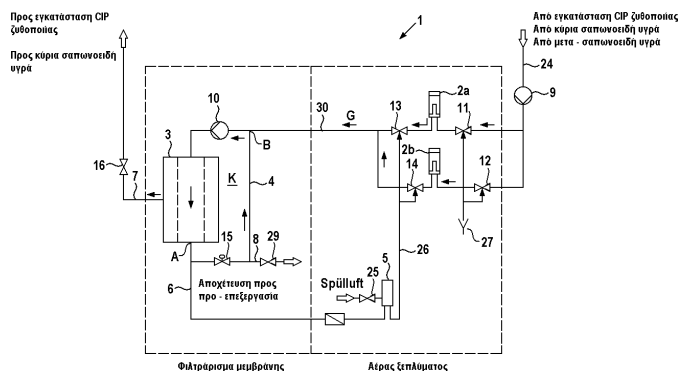 Προς εγκατάσταση CIP
ζυθοποιίας
Προς κύρια σαπωνοειδή
υγρά
1
Από εγκατάσταση CIP ζυθοποιίας
Από κύρια σαπωνοειδή υγρά
Από μετα - σαπωνοειδή υγρά
24
9
10
30
G
13
2a
11
3
B
2b
12
16
K
14
7
4
A
15
8
29
26
27
5
Spülluft
25
6
Αποχέτευση προς
προ - επεξεργασία
Φιλτράρισμα μεμβράνης
Αέρας ξεπλύματος